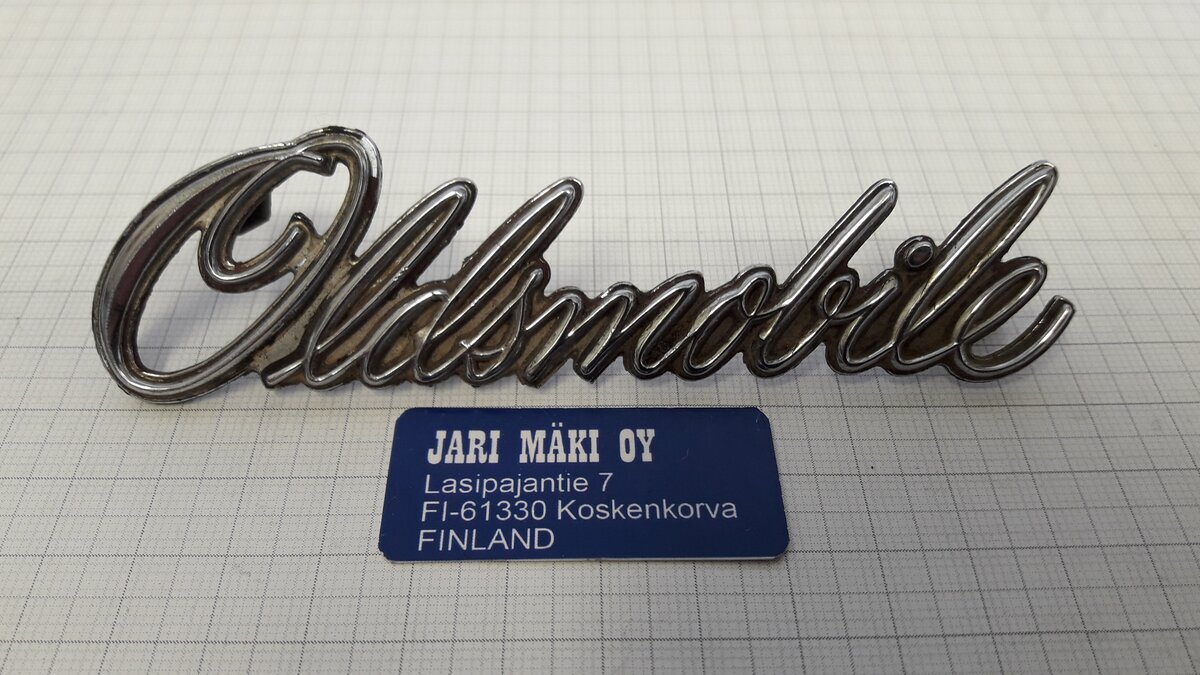 Oldsmobile
JARI MÄKI OY
Lasipajantie 7
FI-61330 Koskenkorva
FINLAND